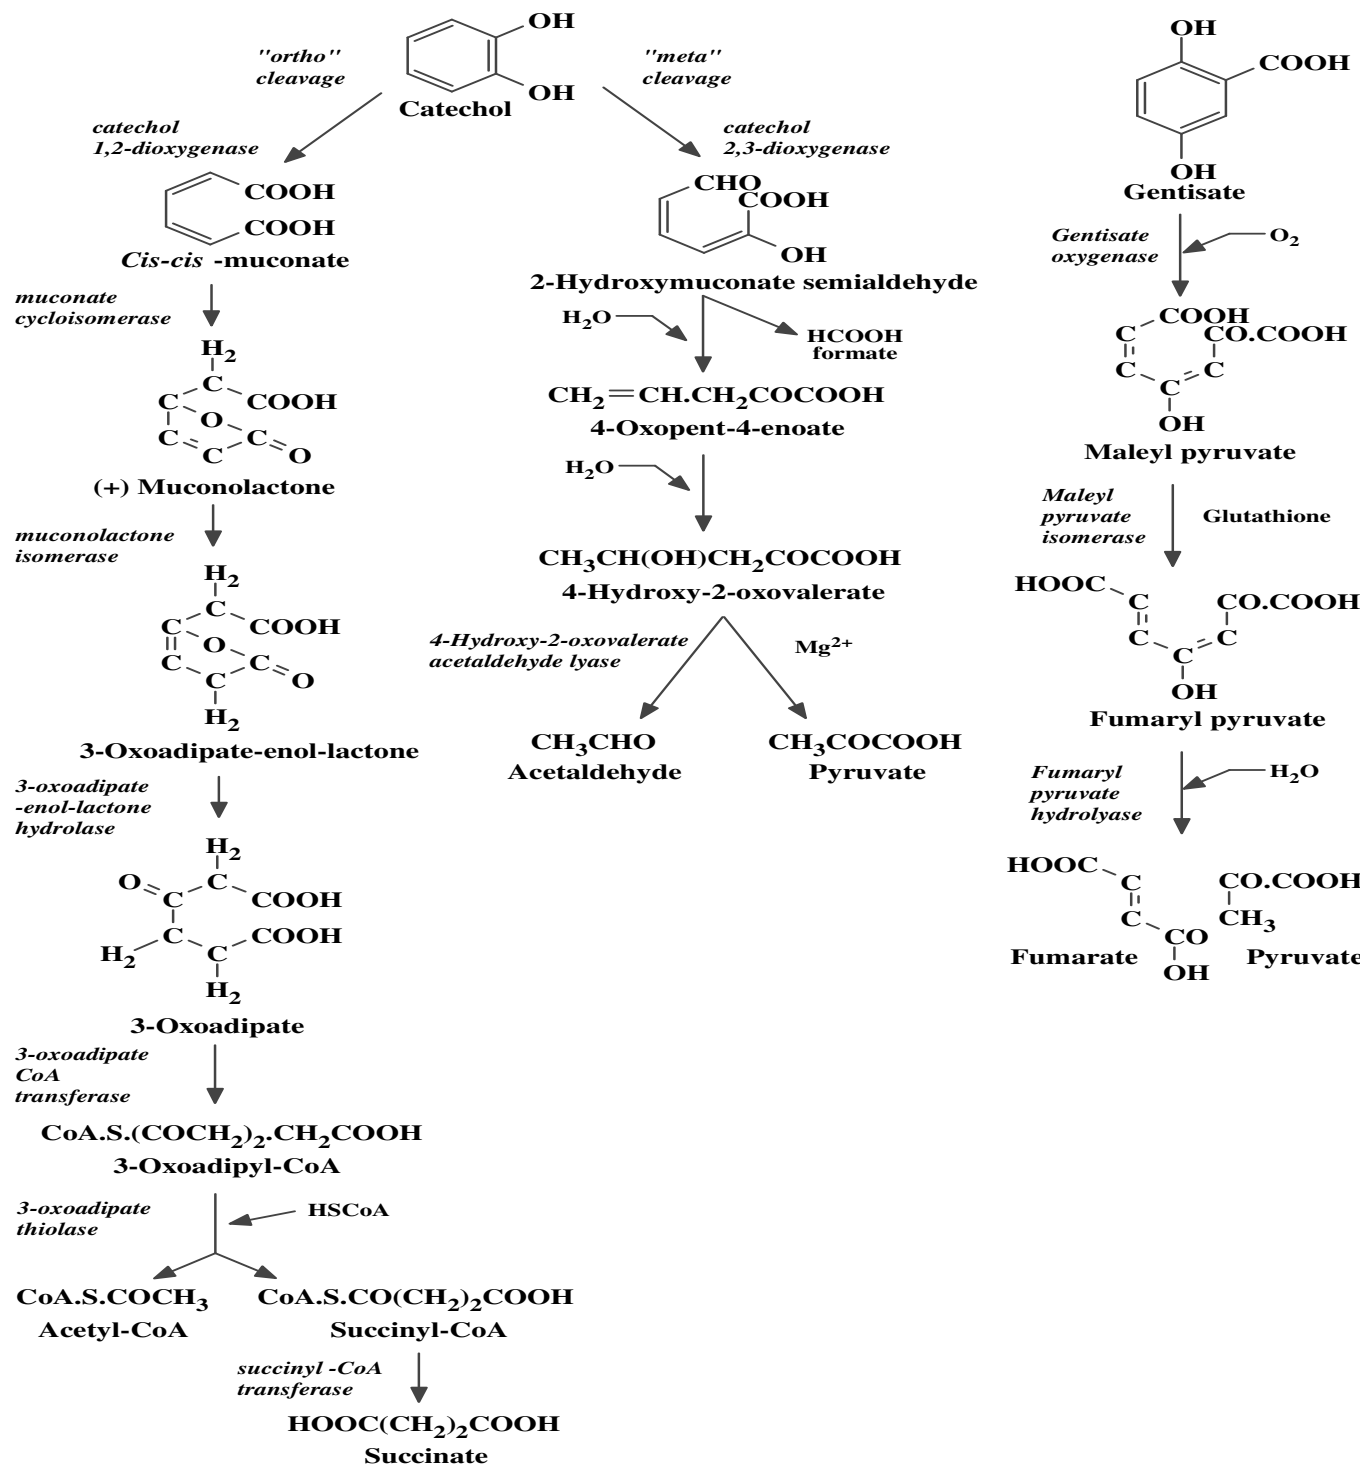 OH
OH
Catechol
"ortho"
cleavage
"meta"
cleavage
catechol
1,2-dioxygenase
COOH
COOH
Cis-cis -muconate
muconate
cycloisomerase
H2
C
C
COOH
O
C
C
C
O
(+) Muconolactone
muconolactone
isomerase
H2
C
C
COOH
O
C
C
C
O
H2
3-Oxoadipate-enol-lactone
3-oxoadipate
-enol-lactone
hydrolase
H2
O
C
C
COOH
C
COOH
H2
C
H2
3-Oxoadipate
3-oxoadipate
CoA
transferase
CoA.S.(COCH2)2.CH2COOH
3-Oxoadipyl-CoA
3-oxoadipate
thiolase
HSCoA
CoA.S.COCH3
Acetyl-CoA
CoA.S.CO(CH2)2COOH
Succinyl-CoA
succinyl -CoA
transferase
HOOC(CH2)2COOH
Succinate
catechol
2,3-dioxygenase
CHO
COOH
OH
2-Hydroxymuconate semialdehyde
H2O
HCOOH
formate
CH2=CH.CH2COCOOH
4-Oxopent-4-enoate
H2O
CH3CH(OH)CH2COCOOH
4-Hydroxy-2-oxovalerate
4-Hydroxy-2-oxovalerate
acetaldehyde lyase
Mg2+
CH3CHO
Acetaldehyde
CH3COCOOH
Pyruvate
OH
COOH
OH
Gentisate
Gentisate
oxygenase
O2
COOH
CO.COOH
C
C
C
C
OH
Maleyl pyruvate
Maleyl
pyruvate
isomerase
Glutathione
HOOC
C
CO.COOH
C
C
C
OH
Fumaryl pyruvate
Fumaryl
pyruvate
hydrolyase
H2O
HOOC
C
C
CO
OH
Fumarate
CO.COOH
CH3
Pyruvate